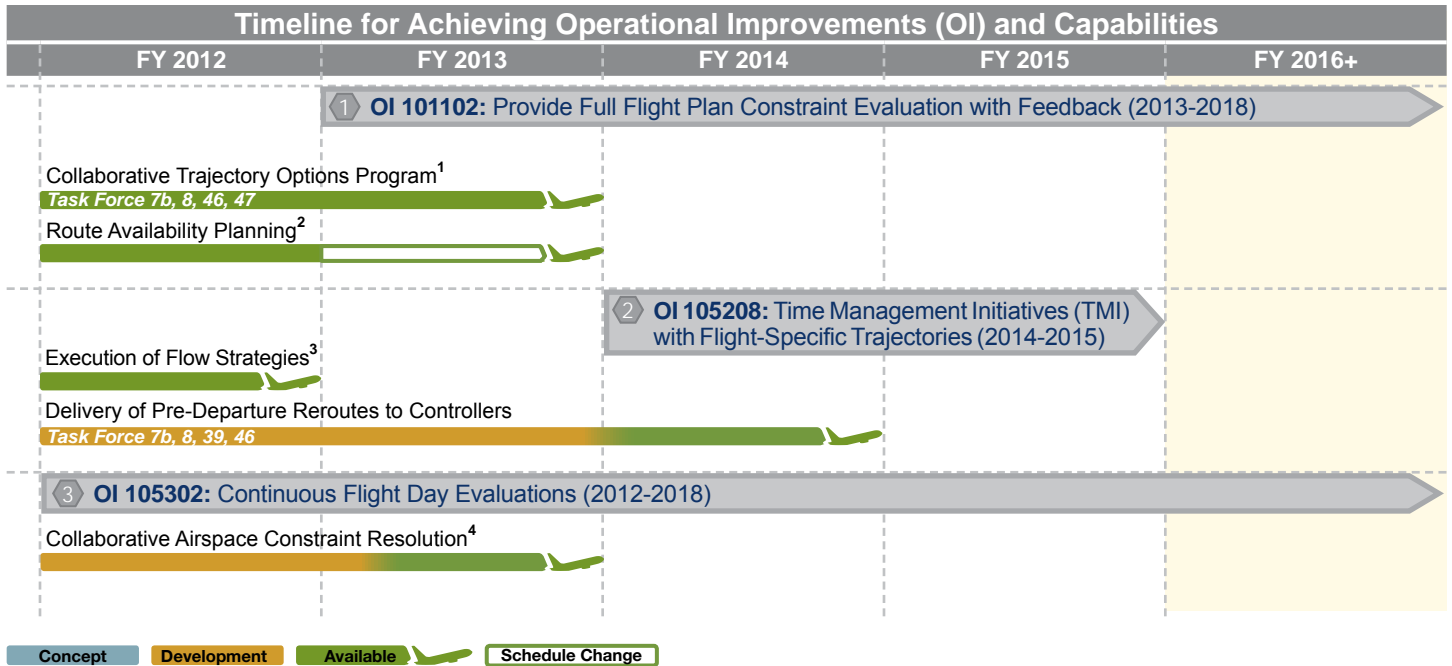 Timeline for Achieving Operational Improvements (OI) and Capabilities
FY 2012 FY 2013 FY 2014 FY 2015 FY 2016+
1 OI 101102: Provide Full Flight Plan Constraint Evaluation with Feedback (2013-2018)
Collaborative Trajectory Options Program1
Task Force 7b, 8, 46, 47
Route Availability Planning2
2 OI 105208: Time Management Initiatives (TMI)
with Flight-Specific Trajectories (2014-2015)
Execution of Flow Strategies3
Delivery of Pre-Departure Reroutes to Controllers
Task Force 7b, 8, 39, 46
3 OI 105302: Continuous Flight Day Evaluations (2012-2018)
Collaborative Airspace Constraint Resolution4
Concept Development Available Schedule Change